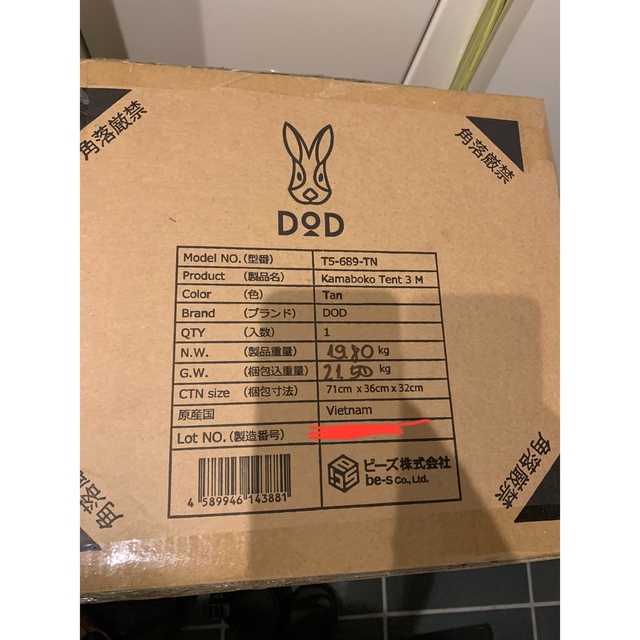 角落厳禁
角落厳禁
DOD
Model NO.(型番) T5-689-TN
Product (製品名) Kamaboko Tent 3 M
Color (色) Tan
Brand (ブランド) DOD
QTY (入数) 1
N.W. (製品重量) 19.80 kg
G.W. (梱包込重量) 21.50 kg
CTN size (梱包寸法) 71cm x 36cm x 32cm
原産国 Vietnam
Lot NO.(製造番号)
4 589946 143881
ビーズ株式会社
be-s Co., Ltd.
角落厳禁
角落厳禁